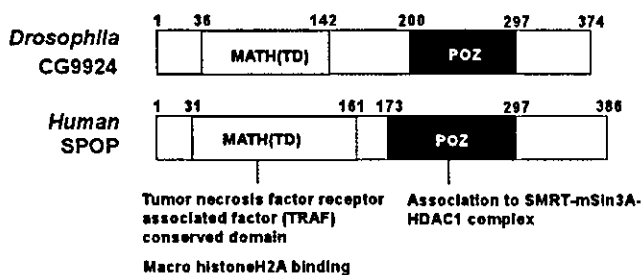 1 36 142 200 297 374
Drosophila
CG9924
MATH(TD) POZ
1 31 161 173 297 386
Human
SPOP
MATH(TD) POZ
Tumor necrosis factor receptor
associated factor (TRAF)
conserved domain
Macro histoneH2A binding
Association to SMRT-mSin3A-
HDAC1 complex